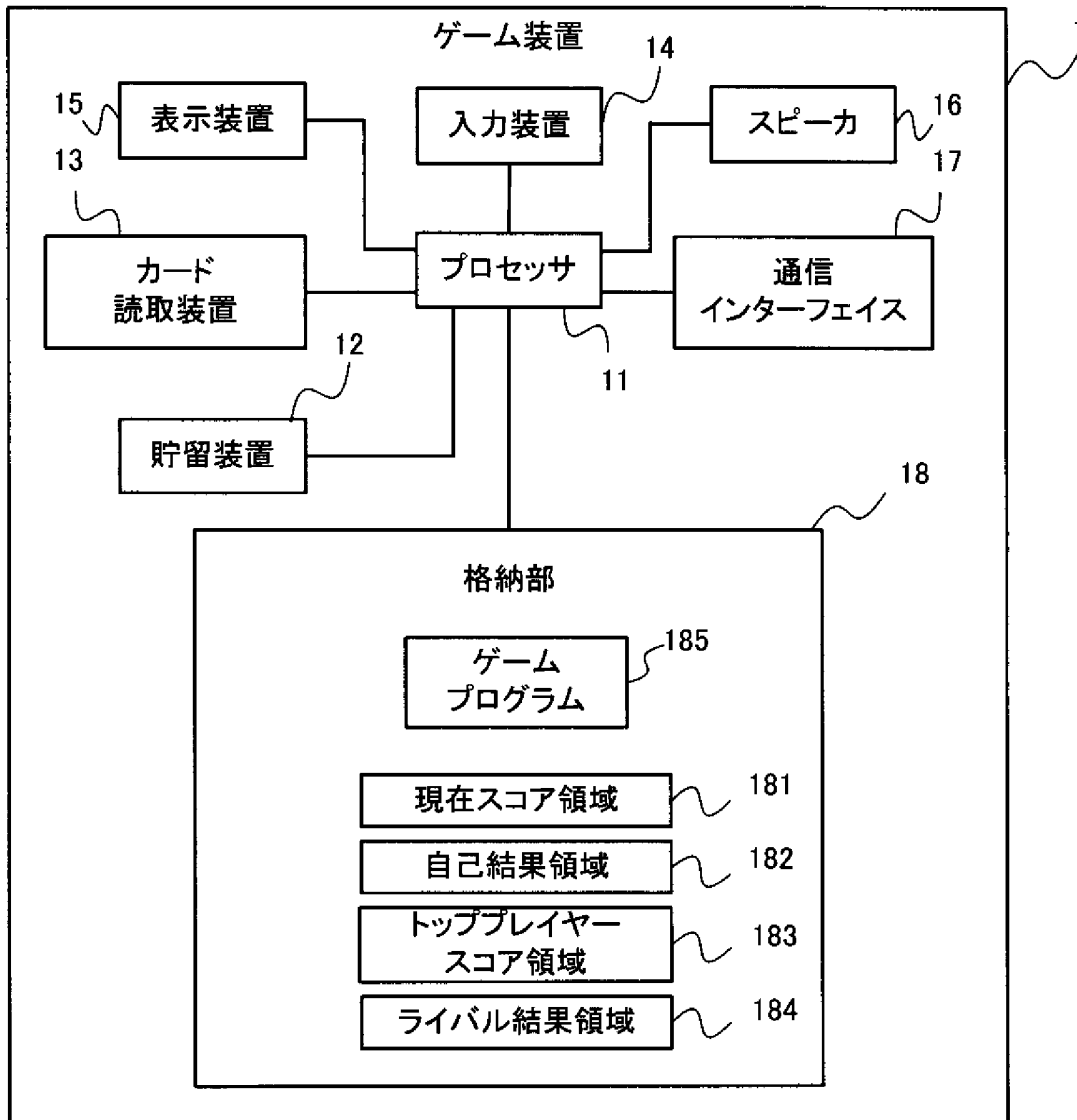 ゲーム装置
14
15
表示装置
入力装置
スピーカ
16
13
17
カード
読取装置
プロセッサ
通信
インターフェイス
12
11
貯留装置
18
格納部
ゲーム
プログラム
185
現在スコア領域
181
自己結果領域
182
トッププレイヤー
スコア領域
183
ライバル結果領域
184